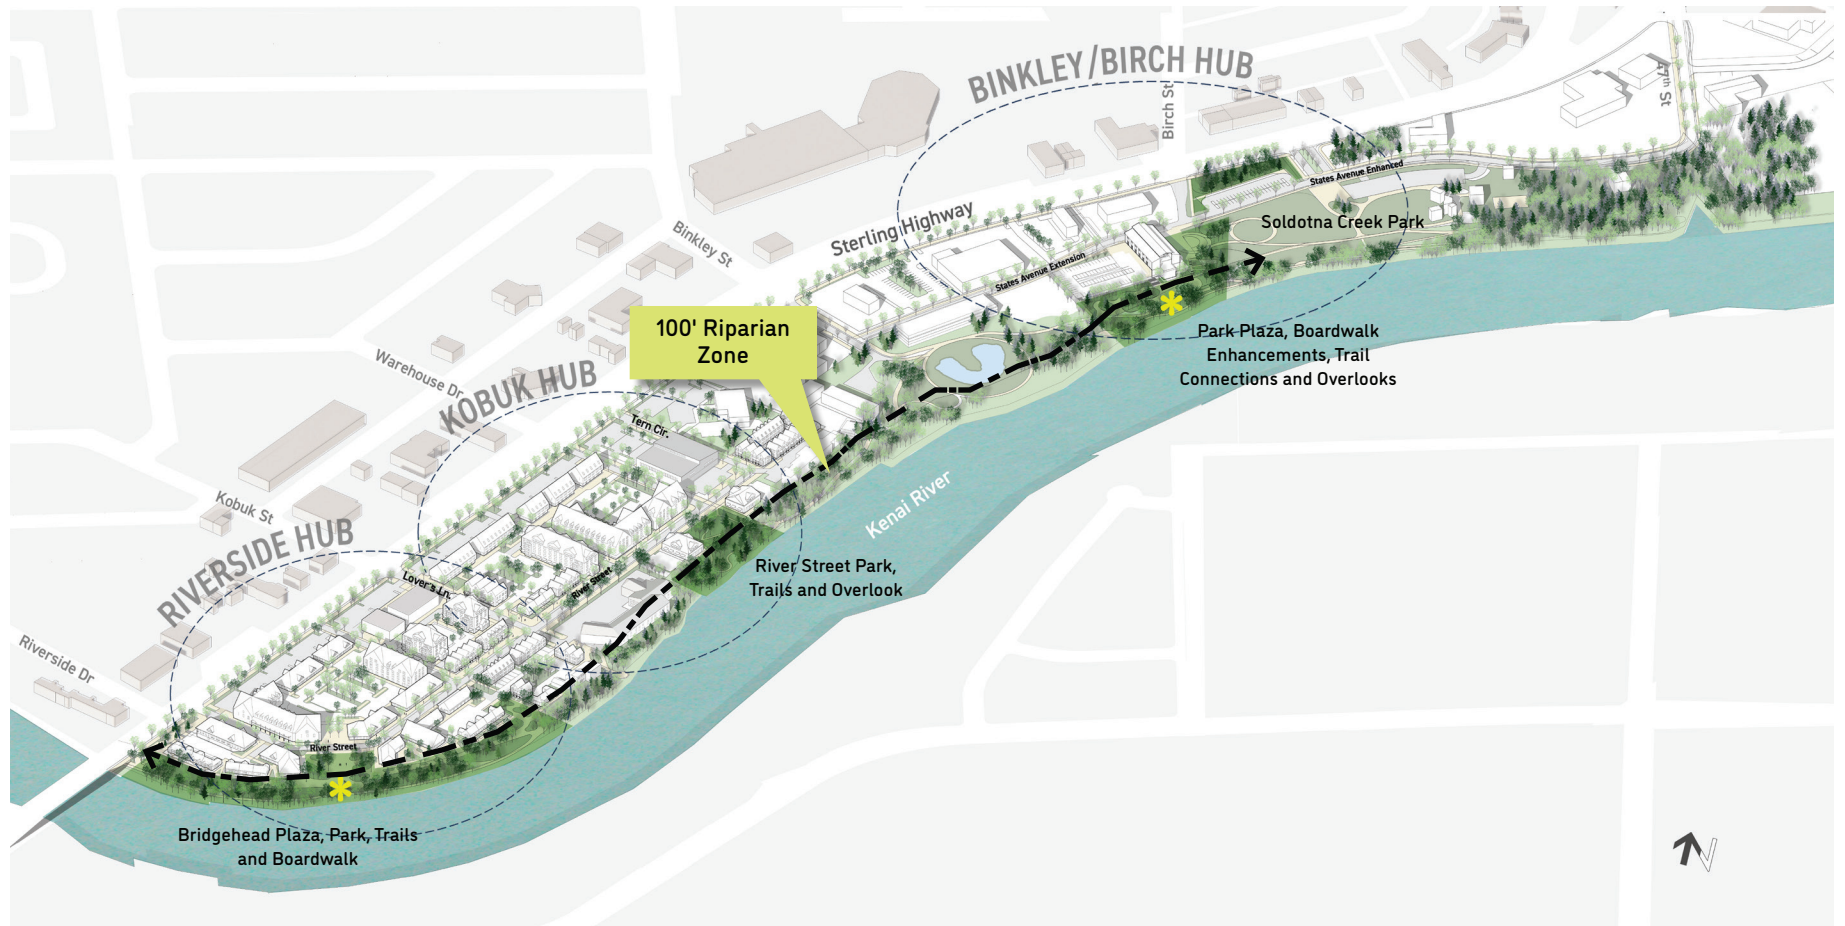 BINKLEY/BIRCH HUB
Birch St
47th St
States Avenue Enhanced
Soldotna Creek Park
Sterling Highway
Binkley St
States Avenue Extension
100' Riparian
Zone
Park Plaza, Boardwalk
Enhancements, Trail
Connections and Overlooks
Warehouse Dr
KOBUK HUB
Tern Cir.
Kobuk St
Kenai River
RIVERSIDE HUB
River Street Park,
Trails and Overlook
Lover's Ln.
River Street
Riverside Dr
River Street
Bridgehead Plaza, Park, Trails
and Boardwalk
N